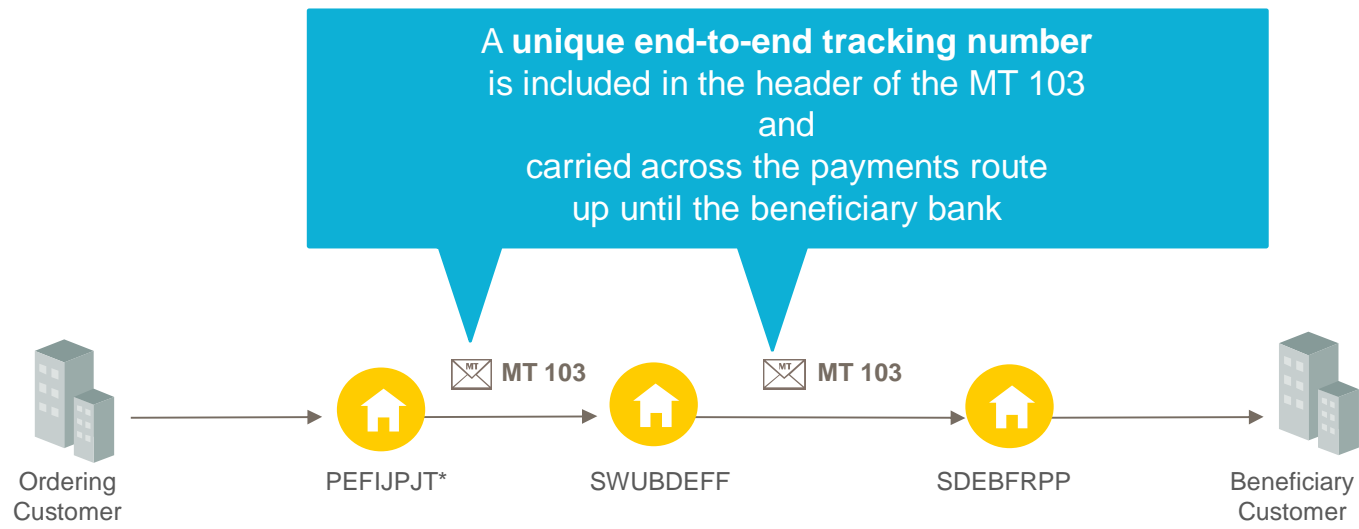 A unique end-to-end tracking number
is included in the header of the MT 103
and
carried across the payments route
up until the beneficiary bank
MT MT 103
MT MT 103
Ordering
Customer
PEFIJPJT*
SWUBDEFF
SDEBFRPP
Beneficiary
Customer